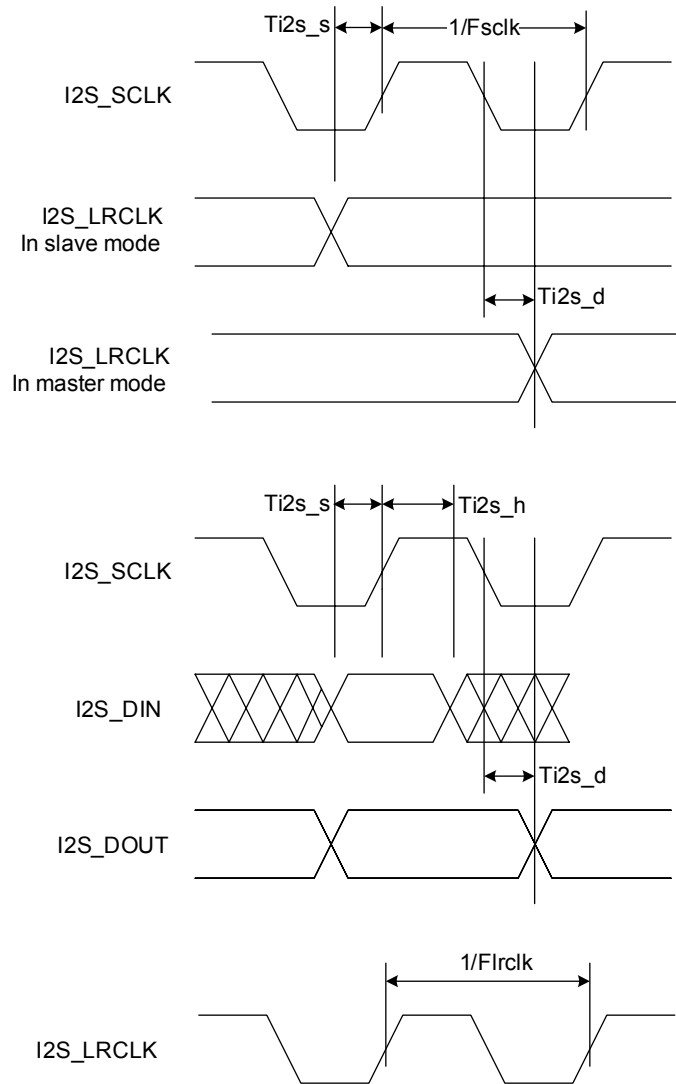 Ti2s_s
1/Fsclk
I2S_SCLK
I2S_LRCLK
In slave mode
Ti2s_d
I2S_LRCLK
In master mode
Ti2s_s
Ti2s_h
I2S_SCLK
I2S_DIN
Ti2s_d
I2S_DOUT
1/Flrclk
I2S_LRCLK